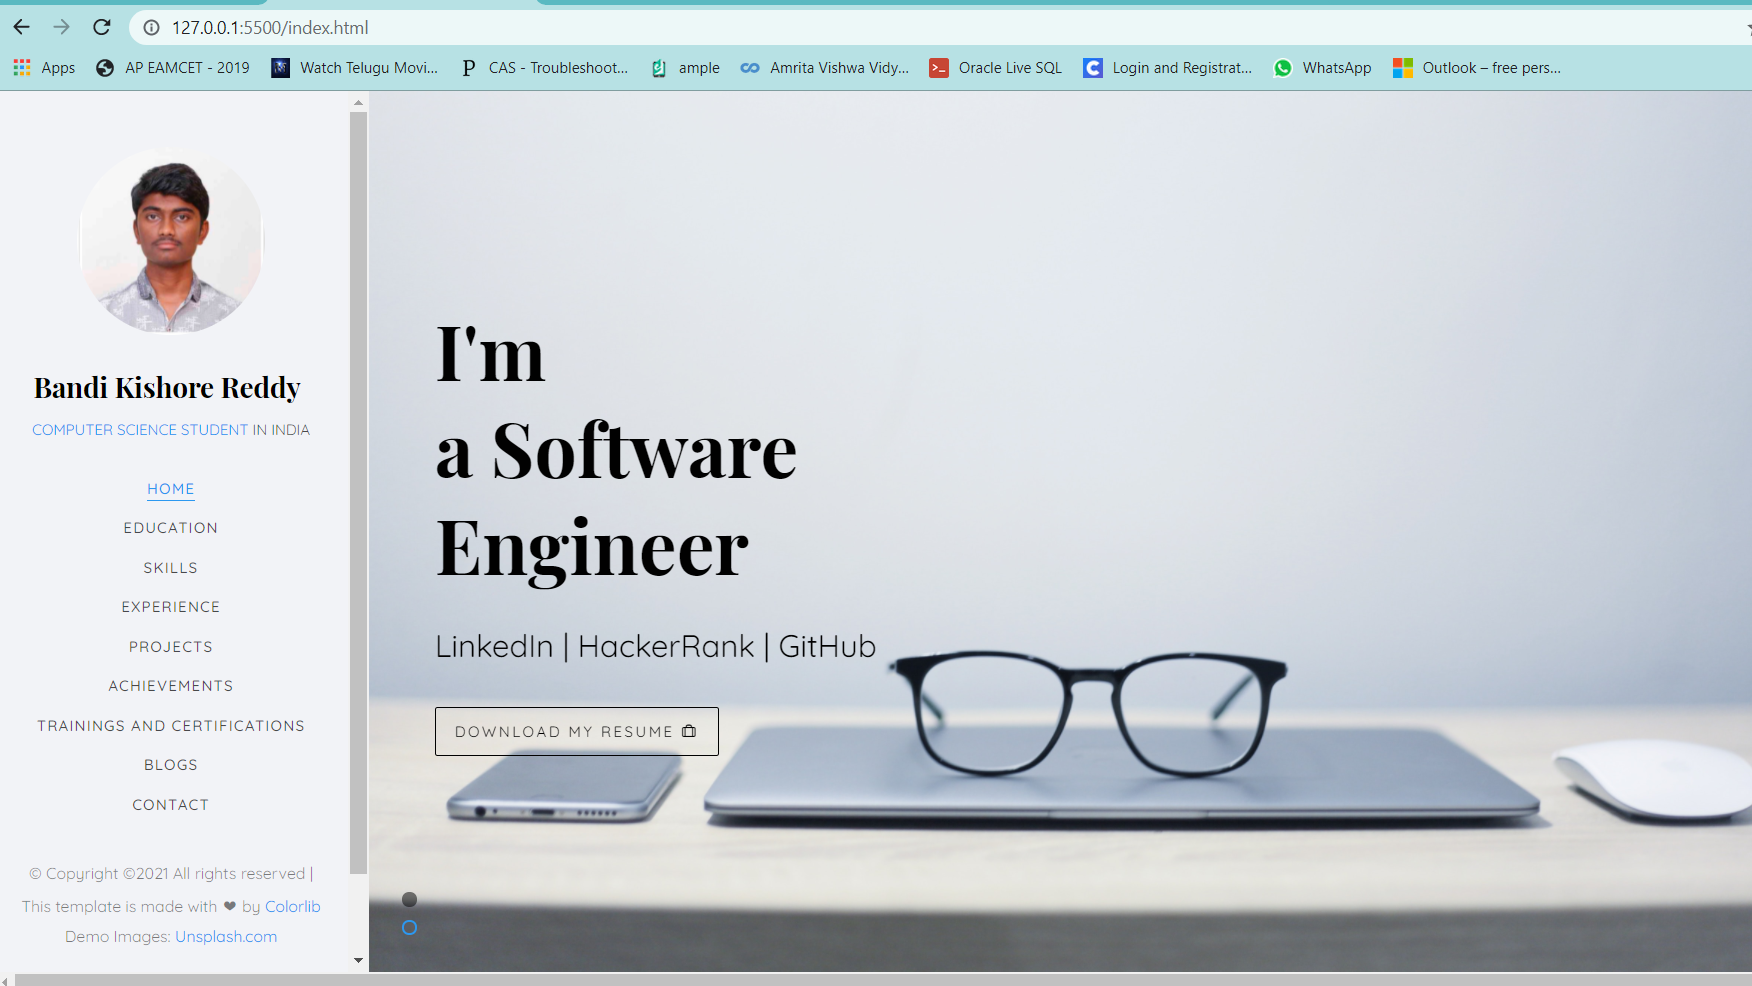 127.0.0.1:5500/index.html
Apps AP EAMCET - 2019 Watch Telugu Movi... CAS - Troubleshoot... ample Amrita Vishwa Vidy... Oracle Live SQL Login and Registrat... WhatsApp Outlook – free pers...
Bandi Kishore Reddy
COMPUTER SCIENCE STUDENT IN INDIA
HOME
EDUCATION
SKILLS
EXPERIENCE
PROJECTS
ACHIEVEMENTS
TRAININGS AND CERTIFICATIONS
BLOGS
CONTACT
© Copyright ©2021 All rights reserved |
This template is made with ❤ by Colorlib
Demo Images: Unsplash.com
I'm
a Software
Engineer
LinkedIn | HackerRank | GitHub
DOWNLOAD MY RESUME